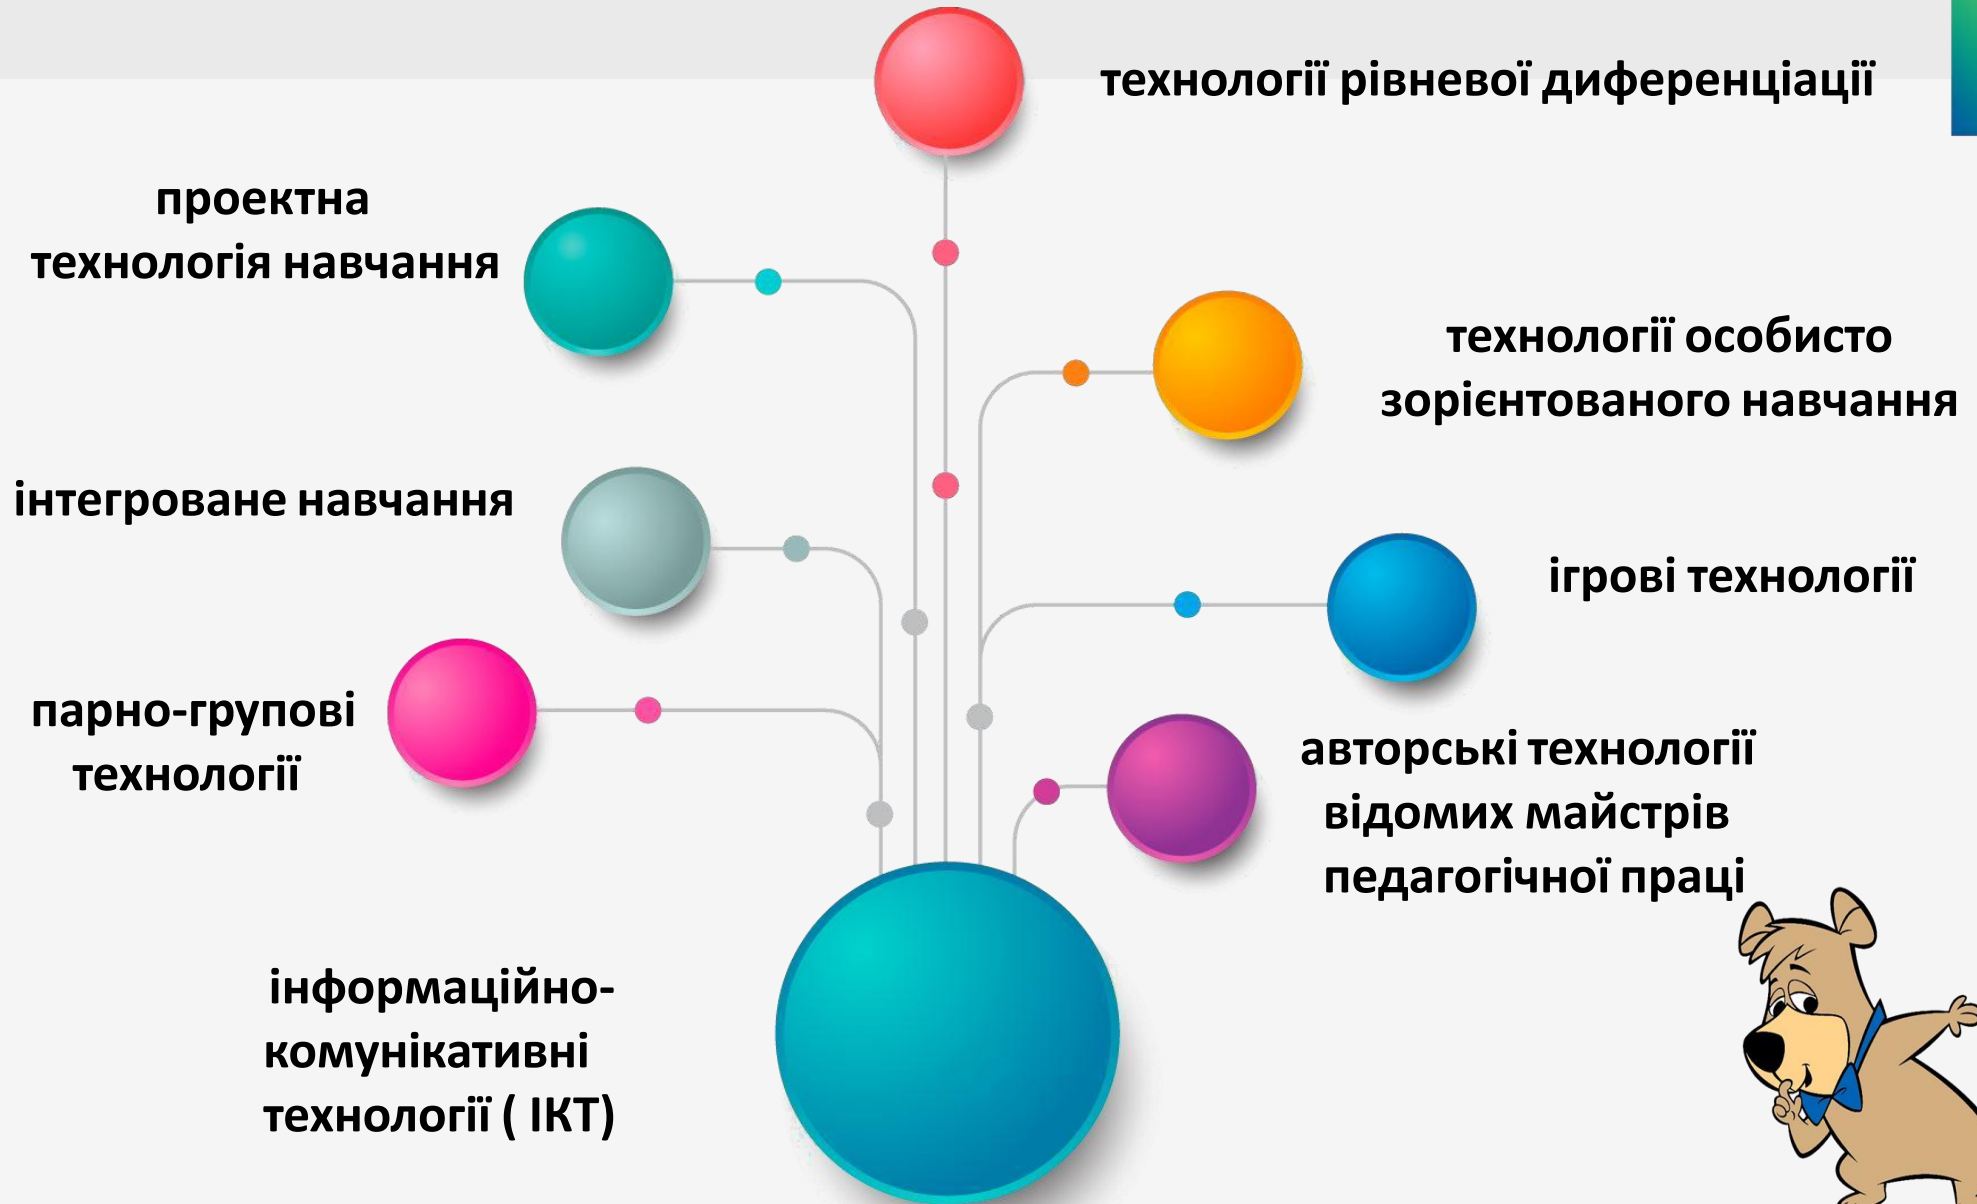 технології рівневої диференціації
проектна
технологія навчання
технології особисто
зорієнтованого навчання
інтегроване навчання
ігрові технології
парно-групові
технології
авторські технології
відомих майстрів
педагогічної праці
інформаційно-
комунікативні
технології ( ІКТ)